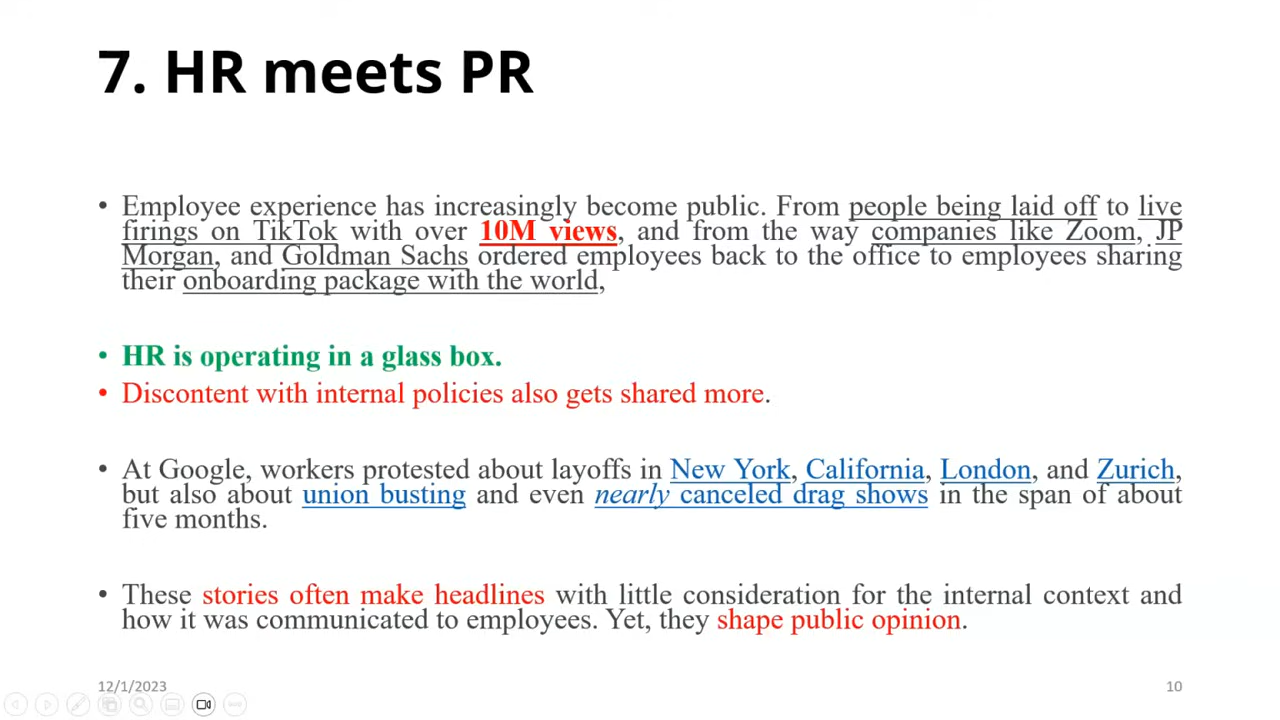 7. HR meets PR
• Employee experience has increasingly become public. From people being laid off to live
firings on TikTok with over 10M views, and from the way companies like Zoom, JP
Morgan, and Goldman Sachs ordered employees back to the office to employees sharing
their onboarding package with the world,
• HR is operating in a glass box.
• Discontent with internal policies also gets shared more.
• At Google, workers protested about layoffs in New York, California, London, and Zurich,
but also about union busting and even nearly canceled drag shows in the span of about
five months.
• These stories often make headlines with little consideration for the internal context and
how it was communicated to employees. Yet, they shape public opinion.
12/1/2023
10